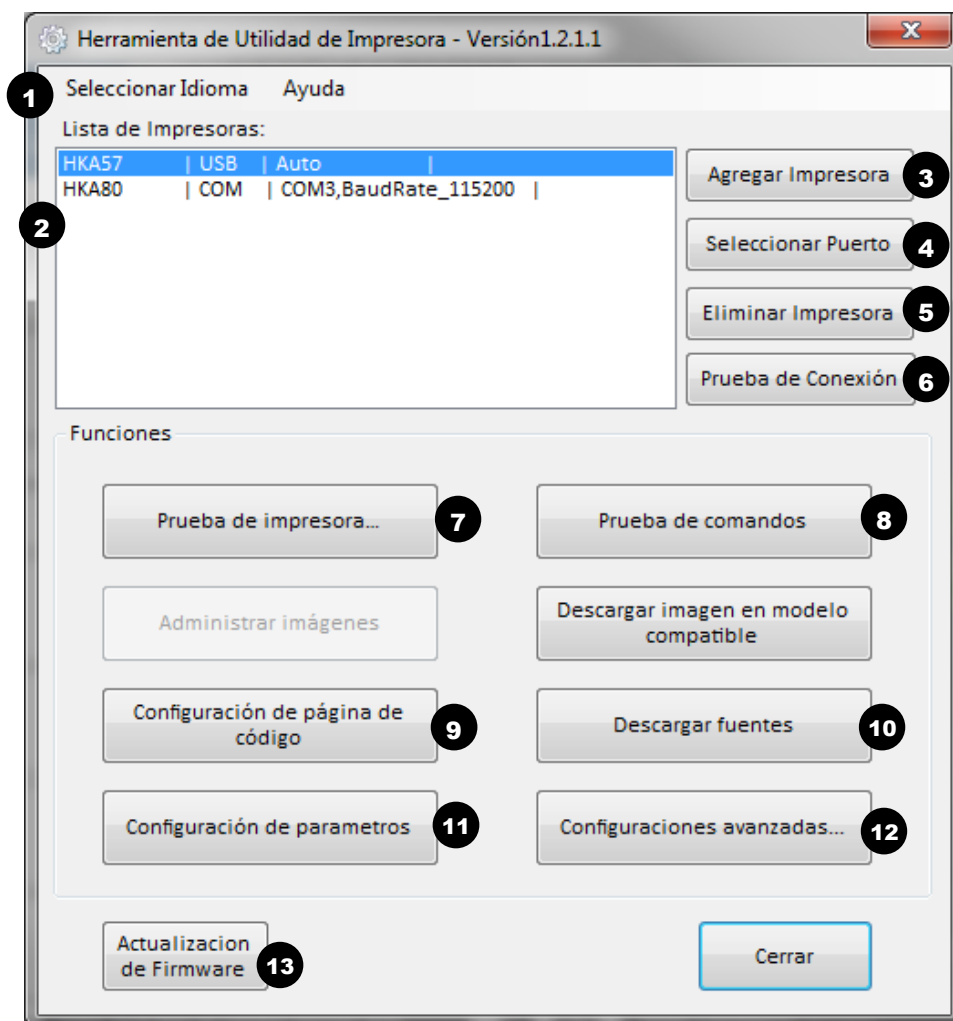 Herramienta de Utilidad de Impresora - Versión1.2.1.1
1 Seleccionar Idioma Ayuda
Lista de Impresoras:
HKA57 | USB | Auto |
HKA80 | COM | COM3,BaudRate_115200 |
2
Agregar Impresora 3
Seleccionar Puerto 4
Eliminar Impresora 5
Prueba de Conexión 6
Funciones
Prueba de impresora... 7
Prueba de comandos 8
Administrar imágenes
Descargar imagen en modelo
compatible
Configuración de página de
código 9
Descargar fuentes 10
Configuración de parametros 11
Configuraciones avanzadas... 12
Actualizacion
de Firmware 13
Cerrar